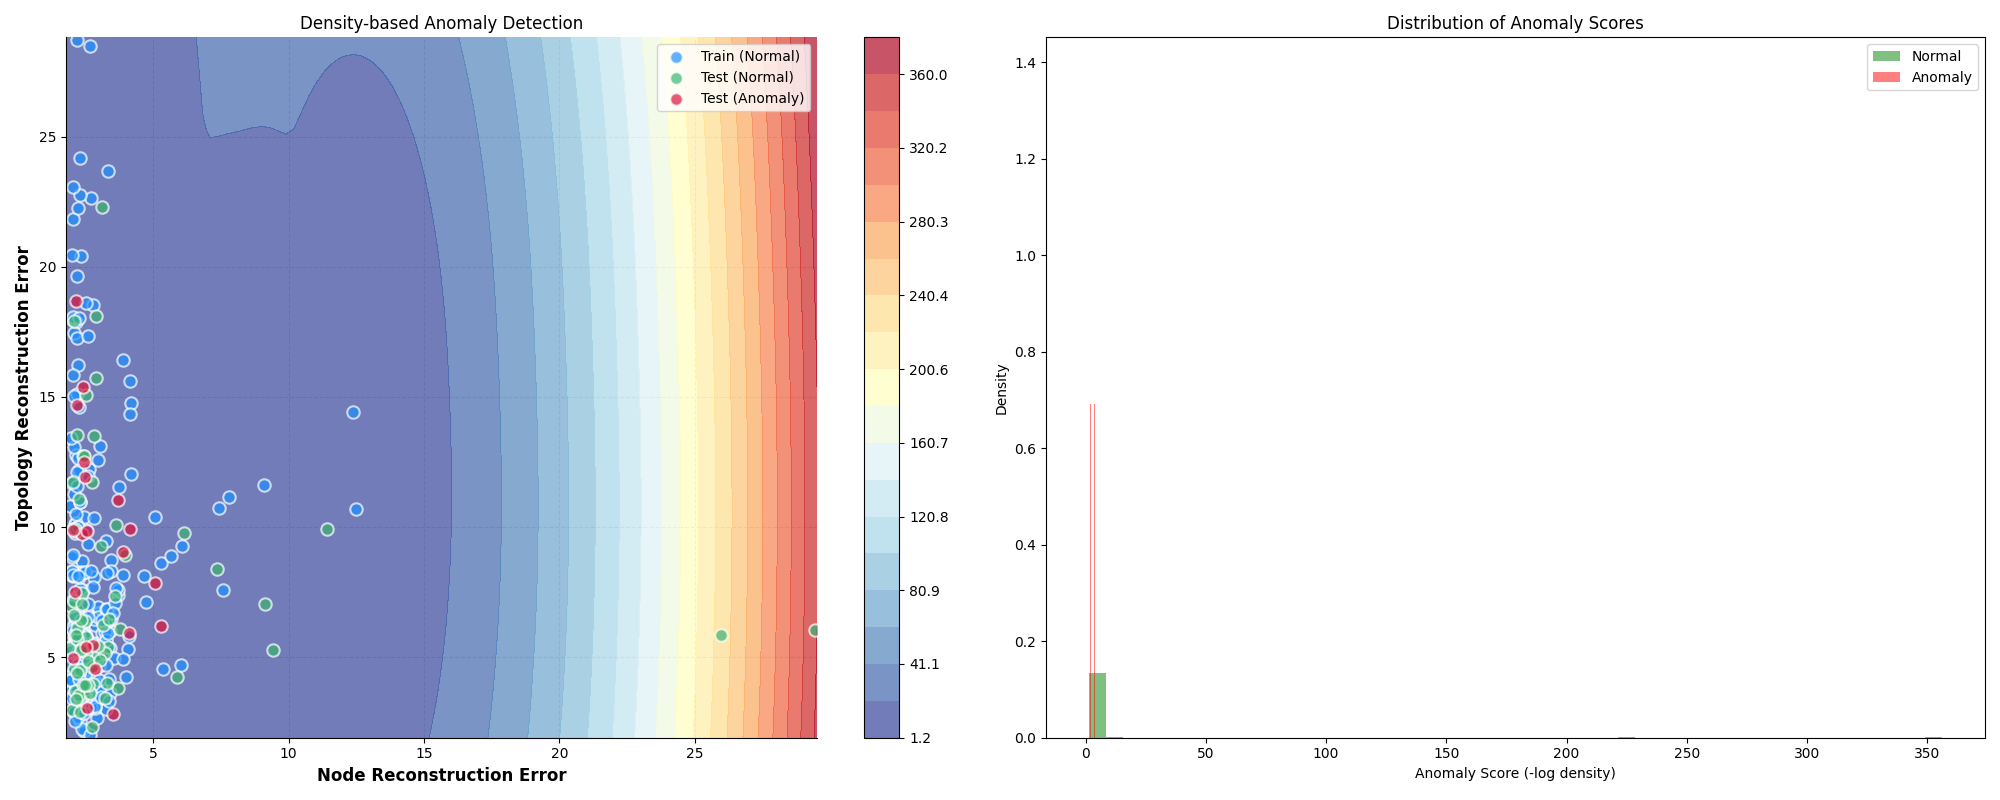 Density-based Anomaly Detection
Train (Normal)
Test (Normal)
Test (Anomaly)
Topology Reconstruction Error
25
20
15
10
5
5 10 15 20 25
Node Reconstruction Error
360.0
320.2
280.3
240.4
200.6
160.7
120.8
80.9
41.1
1.2
Distribution of Anomaly Scores
Normal
Anomaly
Density
1.4
1.2
1.0
0.8
0.6
0.4
0.2
0.0
0 50 100 150 200 250 300 350
Anomaly Score (-log density)